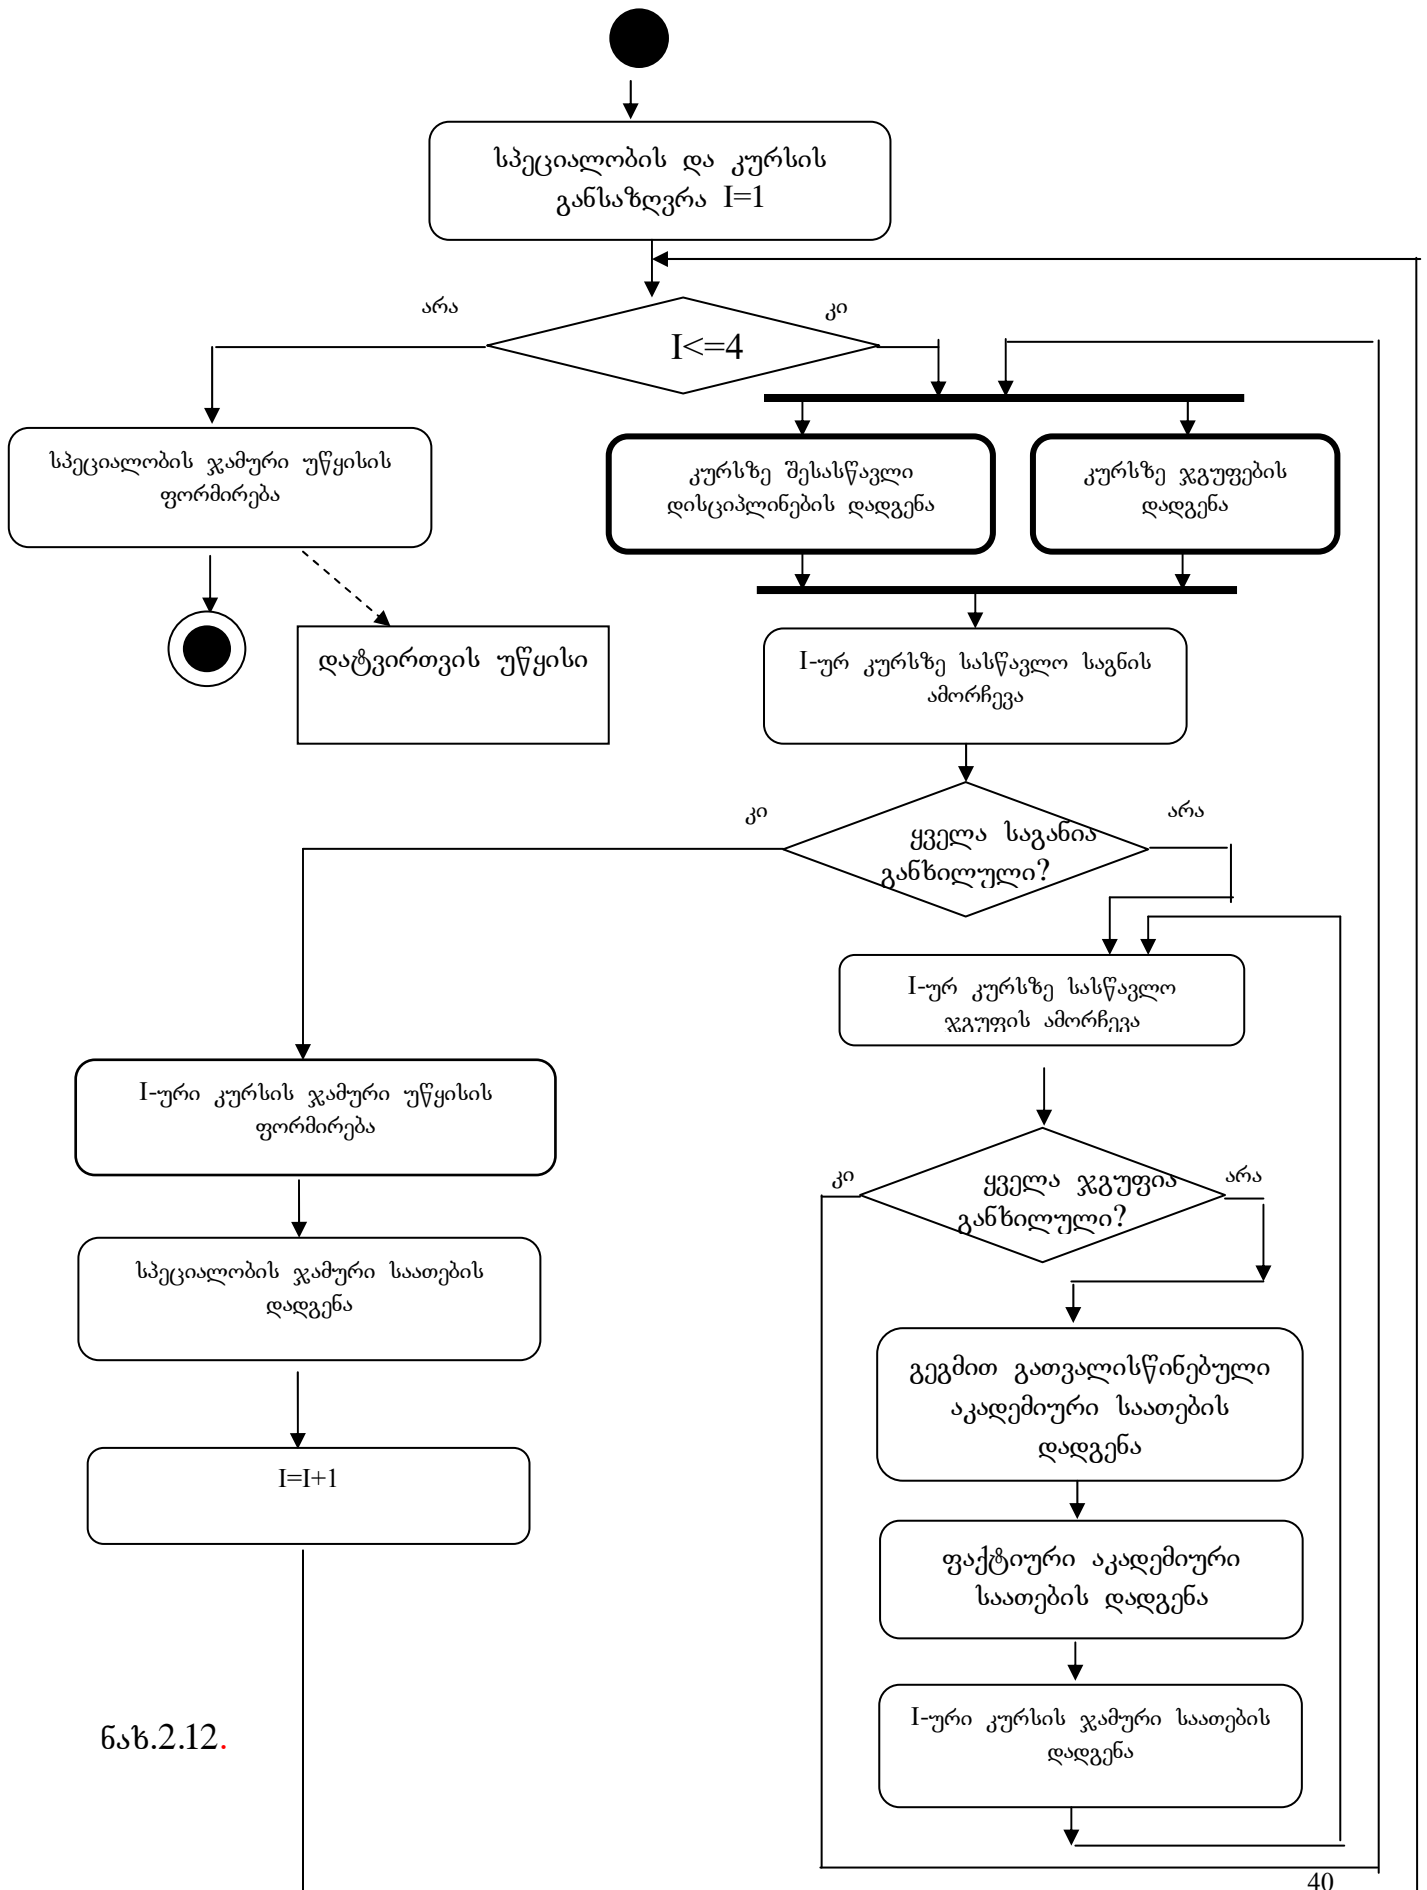 სპეციალობის და კურსის
განსაზღვრა I=1
არა
კი
I<=4
სპეციალობის ჯამური უწყისის
ფორმირება
კურსზე შესასწავლი
დისციპლინების დადგენა
კურსზე ჯგუფების
დადგენა
დატვირთვის უწყისი
I-ურ კურსზე სასწავლო საგნის
ამორჩევა
კი
არა
ყველა საგანია
განხილული?
I-ურ კურსზე სასწავლო
ჯგუფის ამორჩევა
I-ური კურსის ჯამური უწყისის
ფორმირება
კი
არა
ყველა ჯგუფია
განხილული?
სპეციალობის ჯამური საათების
დადგენა
გეგმით გათვალისწინებული
აკადემიური საათების
დადგენა
I=I+1
ფაქტიური აკადემიური
საათების დადგენა
I-ური კურსის ჯამური საათების
დადგენა
ნახ.2.12.
40